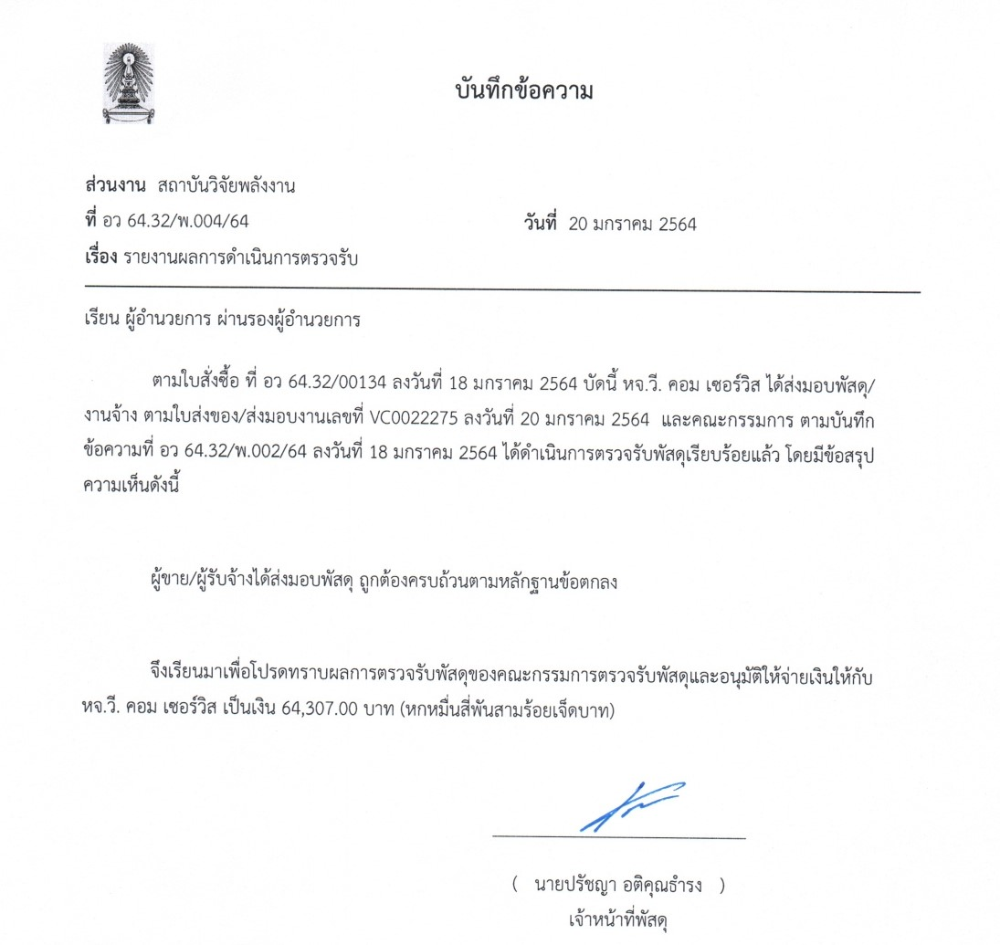 บันทึกข้อความ
ส่วนงาน สถาบันวิจัยพลังงาน
ที่ อว 64.32/พ.004/64 วันที่ 20 มกราคม 2564
เรื่อง รายงานผลการดำเนินการตรวจรับ
เรียน ผู้อำนวยการ ผ่านรองผู้อำนวยการ
ตามใบสั่งซื้อ ที่ อว 64.32/00134 ลงวันที่ 18 มกราคม 2564 บัดนี้ หจ.วี. คอม เซอร์วิส ได้ส่งมอบพัสดุ/
งานจ้าง ตามใบส่งของ/ส่งมอบงานเลขที่ VC0022275 ลงวันที่ 20 มกราคม 2564 และคณะกรรมการ ตามบันทึก
ข้อความที่ อว 64.32/พ.002/64 ลงวันที่ 18 มกราคม 2564 ได้ดำเนินการตรวจรับพัสดุเรียบร้อยแล้ว โดยมีข้อสรุป
ความเห็นดังนี้
ผู้ขาย/ผู้รับจ้างได้ส่งมอบพัสดุ ถูกต้องครบถ้วนตามหลักฐานข้อตกลง
จึงเรียนมาเพื่อโปรดทราบผลการตรวจรับพัสดุของคณะกรรมการตรวจรับพัสดุและอนุมัติให้จ่ายเงินให้กับ
หจ.วี. คอม เซอร์วิส เป็นเงิน 64,307.00 บาท (หกหมื่นสี่พันสามร้อยเจ็ดบาท)
( นายปรัชญา อติคุณธำรง )
เจ้าหน้าที่พัสดุ